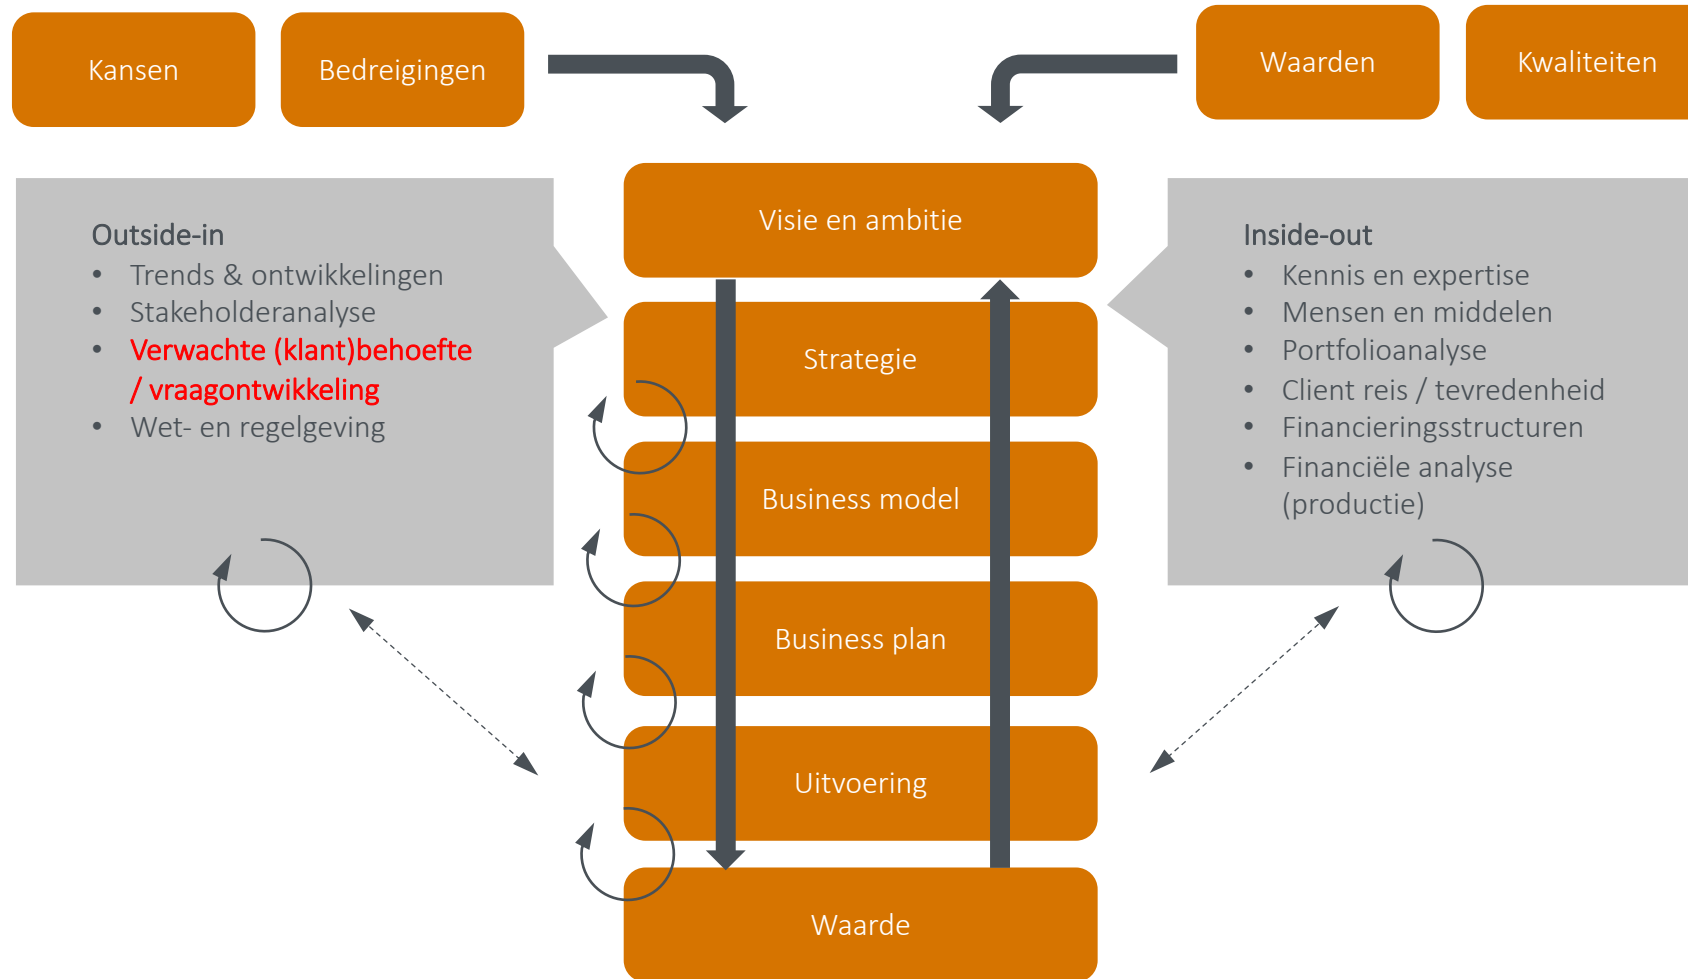 Kansen
Bedreigingen
Waarden
Kwaliteiten
Outside-in
• Trends & ontwikkelingen
• Stakeholderanalyse
• Verwachte (klant)behoefte
/ vraagontwikkeling
• Wet- en regelgeving
Visie en ambitie
Strategie
Business model
Business plan
Uitvoering
Waarde
Inside-out
• Kennis en expertise
• Mensen en middelen
• Portfolioanalyse
• Client reis / tevredenheid
• Financieringsstructuren
• Financiële analyse
(productie)